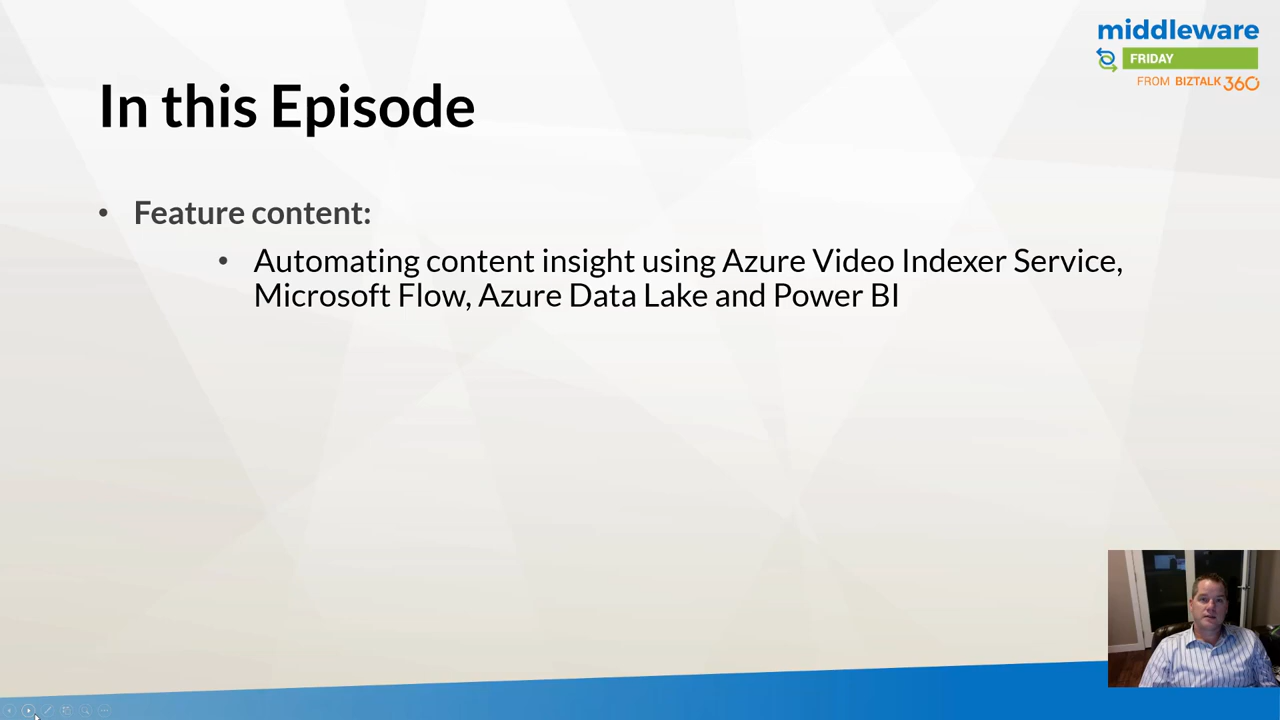 middleware
FRIDAY
FROM BIZTALK 360
In this Episode
• Feature content:
• Automating content insight using Azure Video Indexer Service,
Microsoft Flow, Azure Data Lake and Power BI